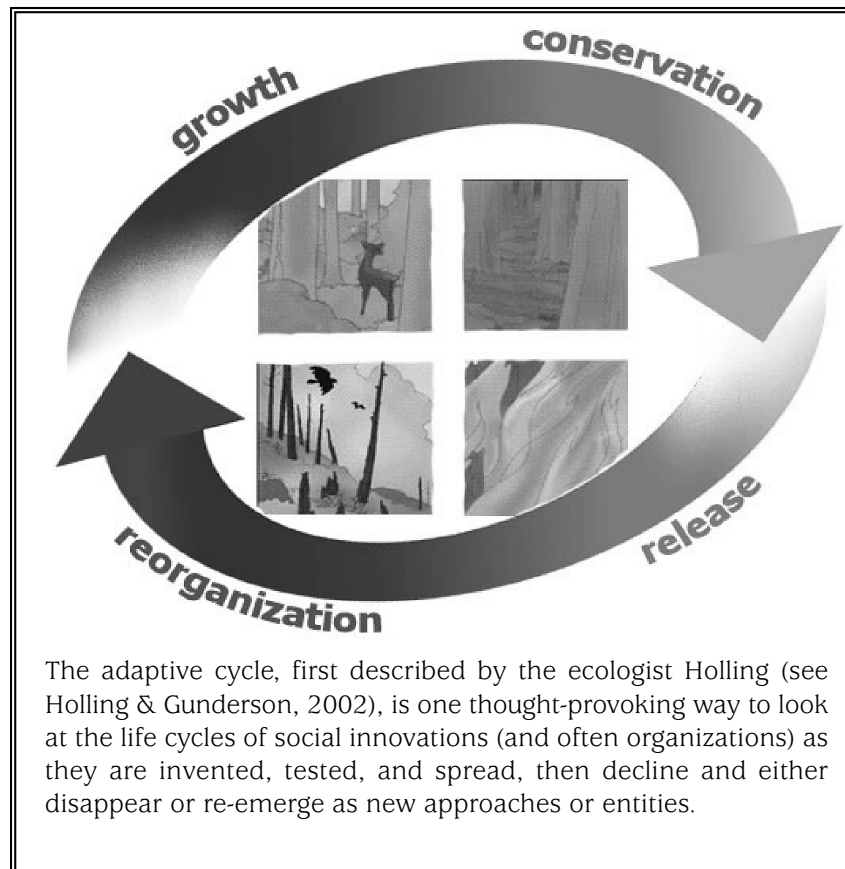 growth
conservation
release
reorganization
The adaptive cycle, first described by the ecologist Holling (see
Holling & Gunderson, 2002), is one thought-provoking way to look
at the life cycles of social innovations (and often organizations) as
they are invented, tested, and spread, then decline and either
disappear or re-emerge as new approaches or entities.